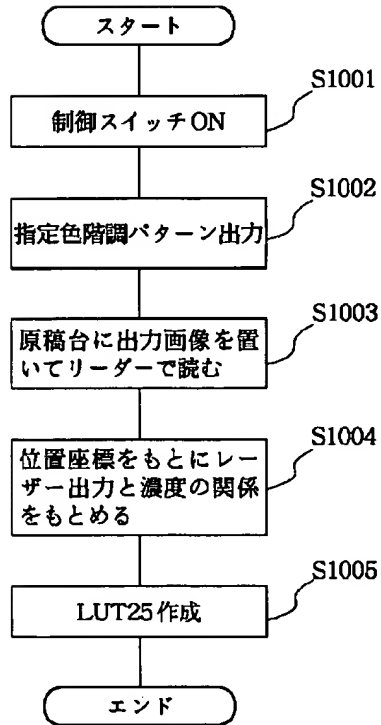 スタート
S1001
制御スイッチON
S1002
指定色階調パターン出力
S1003
原稿台に出力画像を置
いてリーダーで読む
S1004
位置座標をもとにレー
ザー出力と濃度の関係
をもとめる
S1005
LUT25作成
エンド